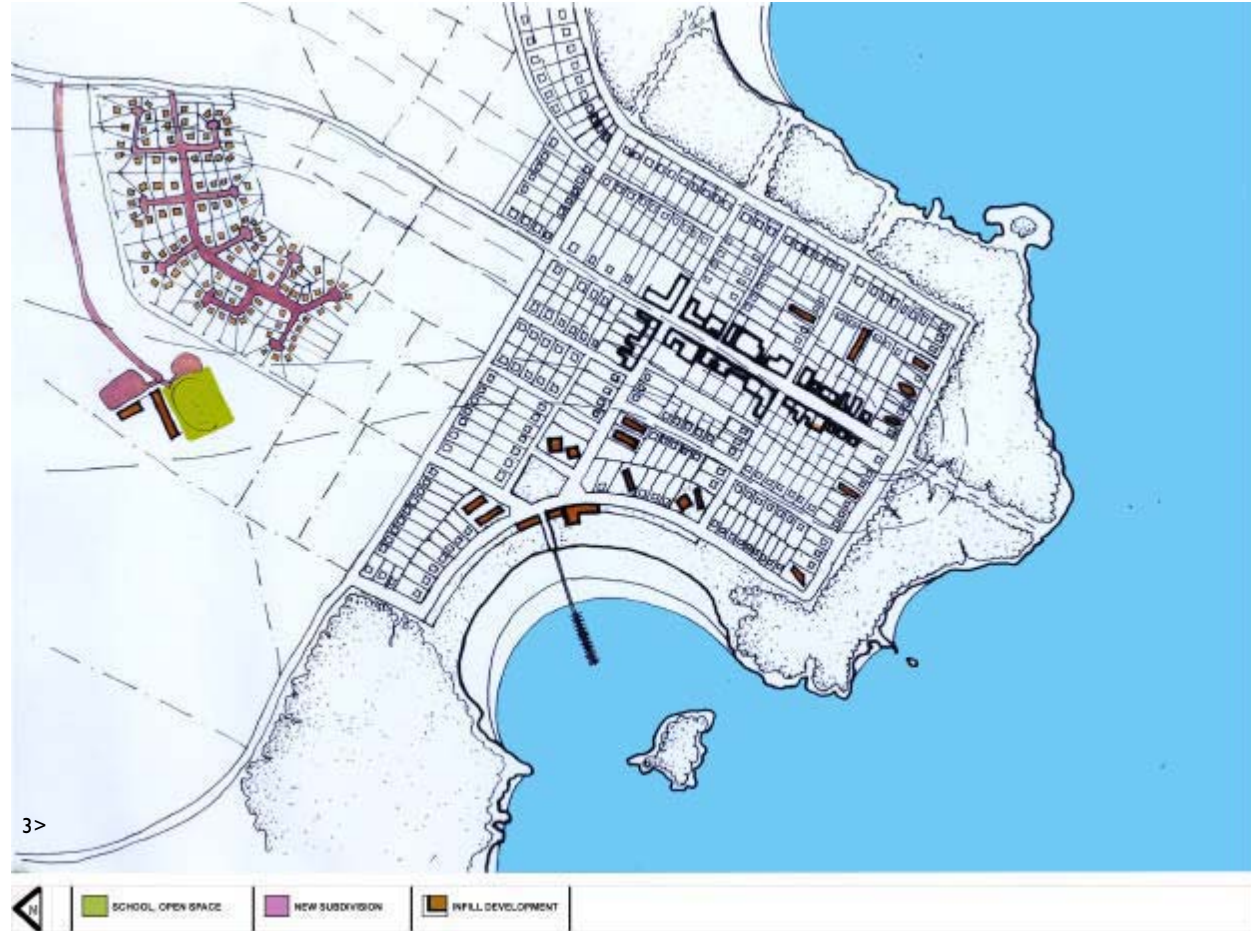 3>
N
SCHOOL, OPEN SPACE
NEW SUBDIVISION
INFILL DEVELOPMENT